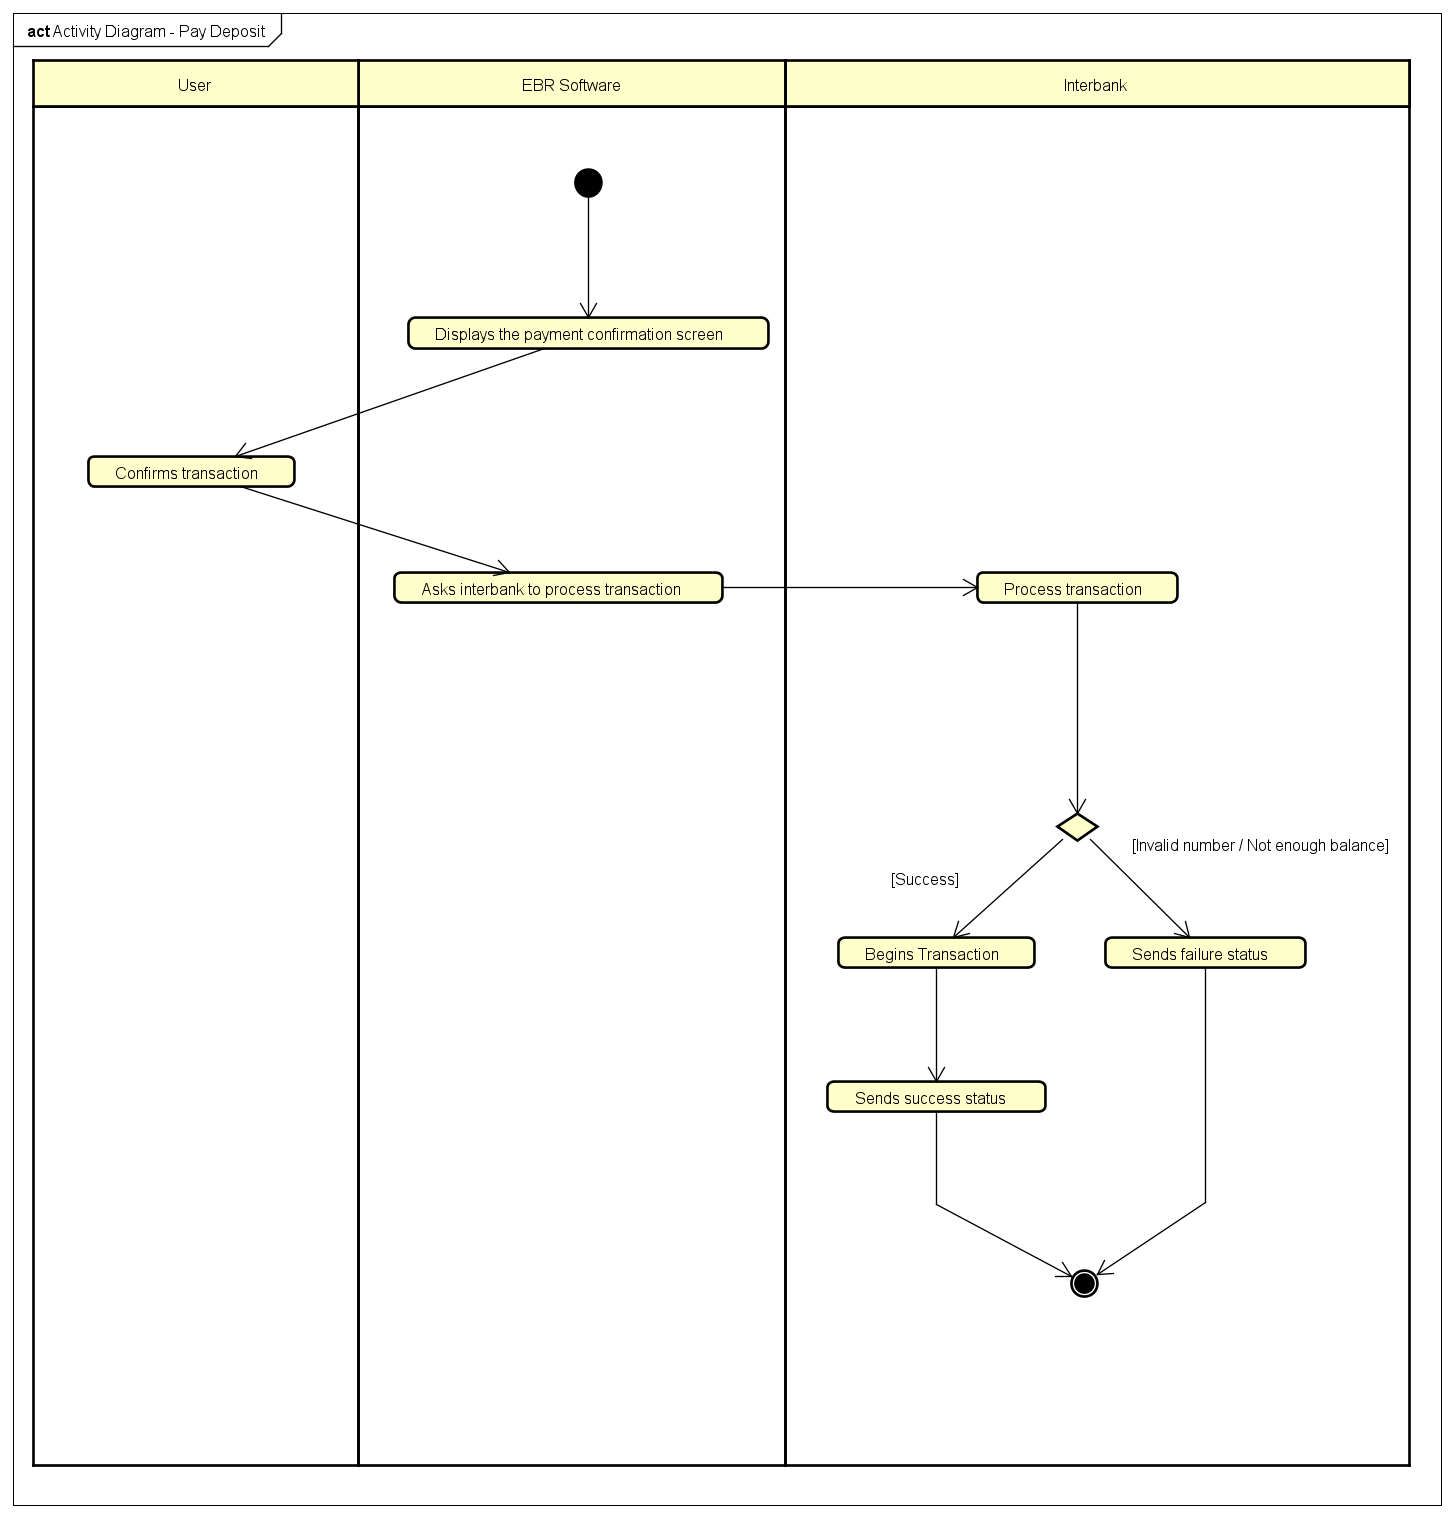 act Activity Diagram - Pay Deposit
User
EBR Software
Interbank
Displays the payment confirmation screen
Confirms transaction
Asks interbank to process transaction
Process transaction
[Invalid number / Not enough balance]
[Success]
Begins Transaction
Sends failure status
Sends success status